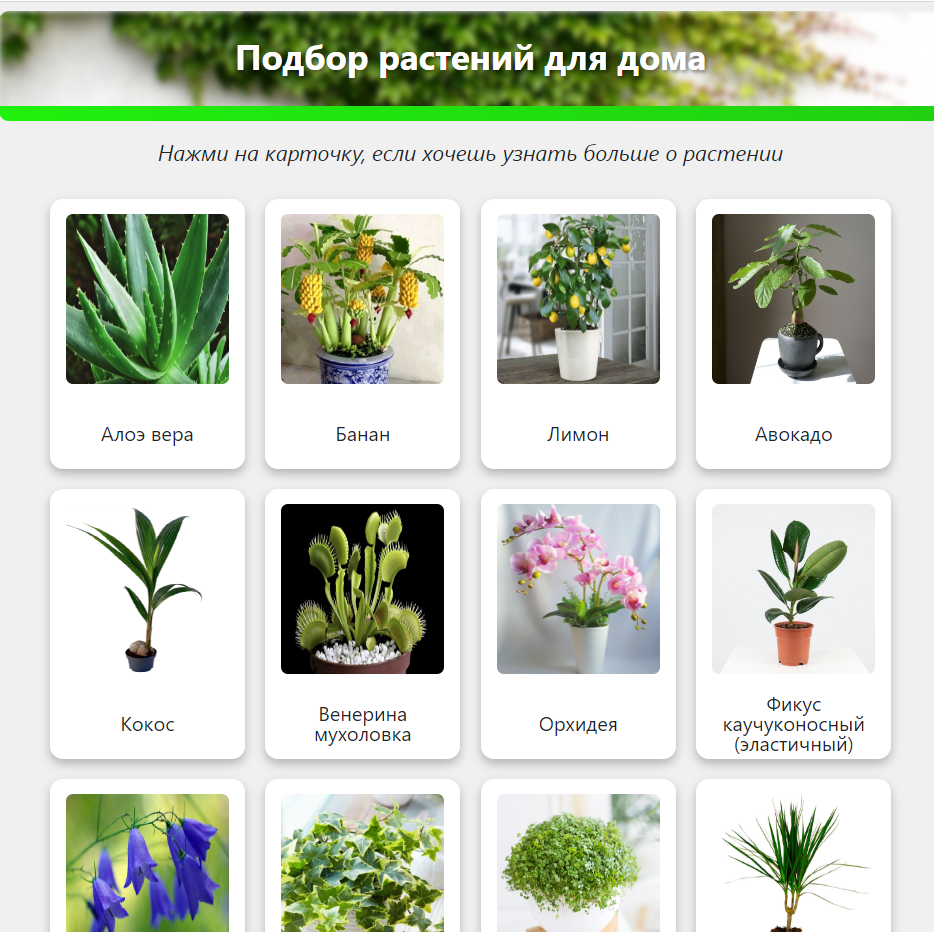 Подбор растений для дома
Нажми на карточку, если хочешь узнать больше о растении
Алоэ вера
Банан
Лимон
Авокадо
Кокос
Венерина
мухоловка
Орхидея
Фикус
каучуконосный
(эластичный)